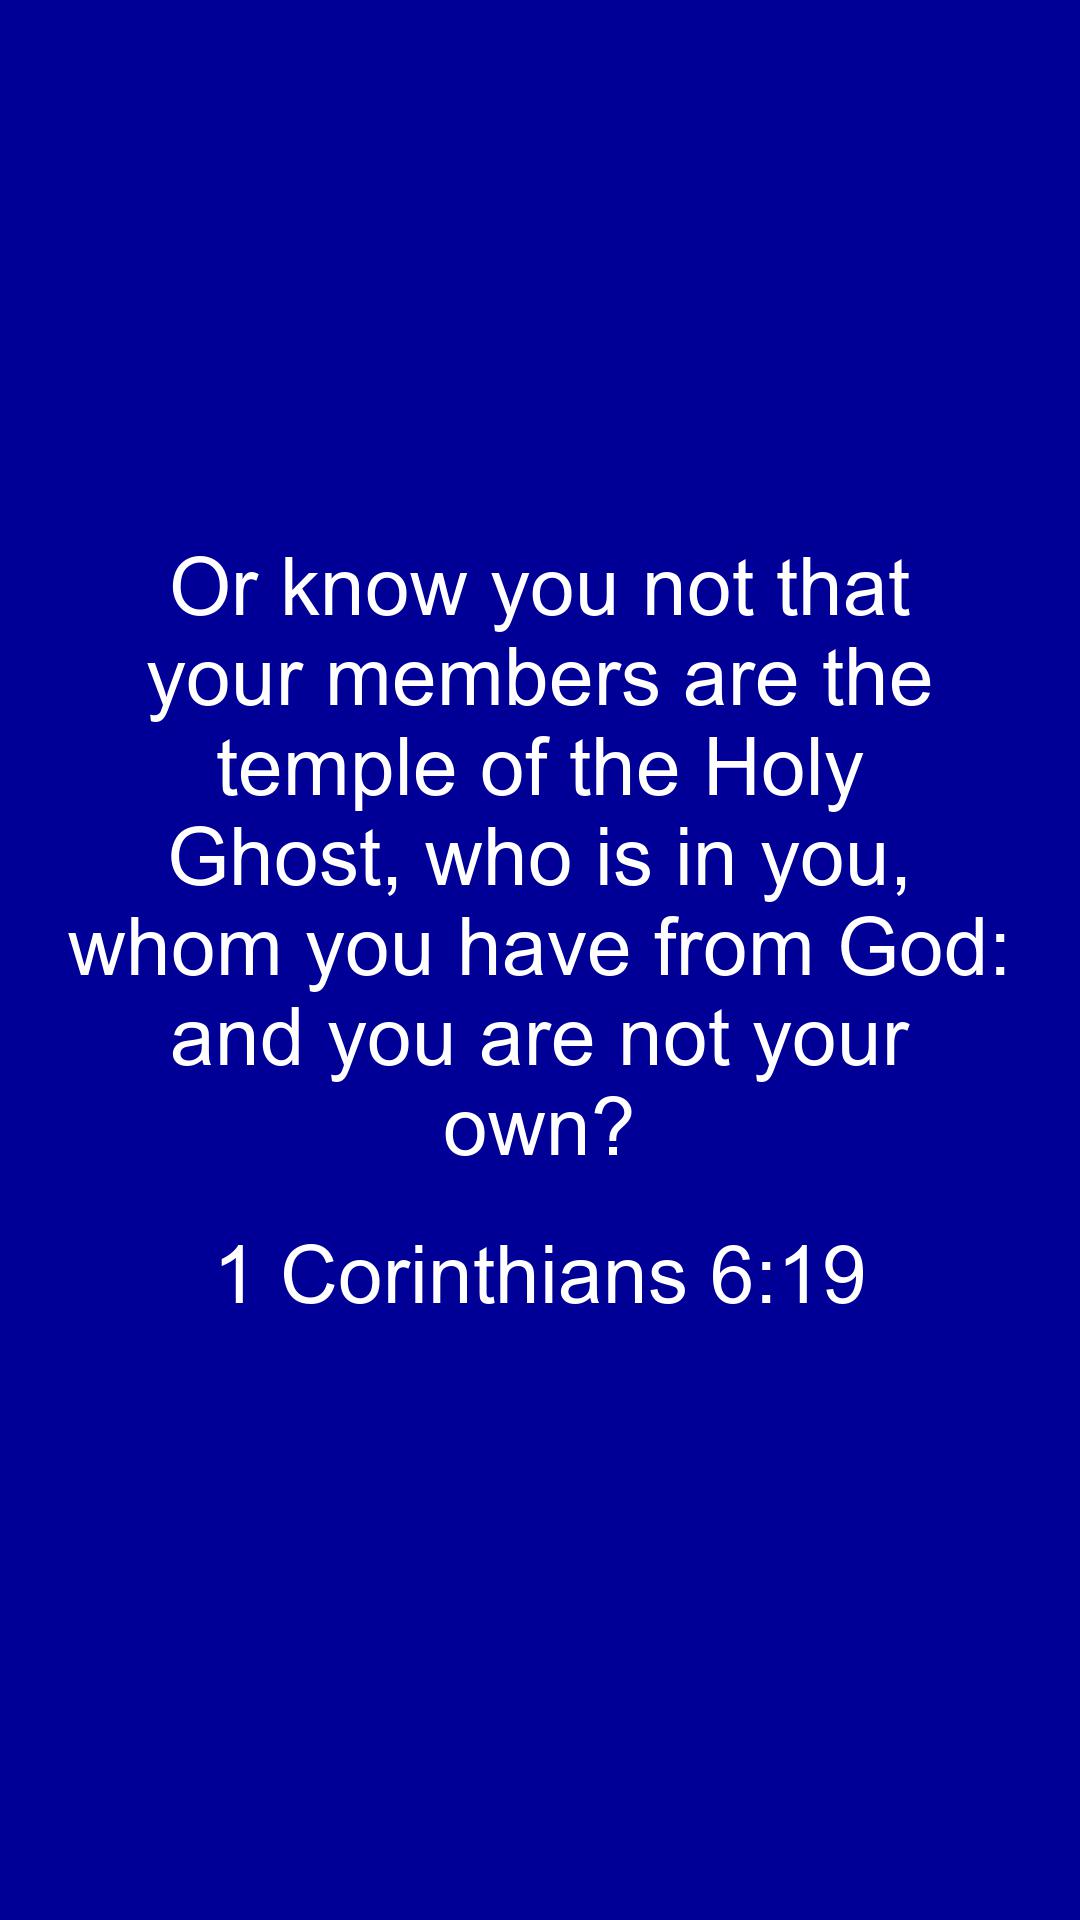 Or know you not that
your members are the
temple of the Holy
Ghost, who is in you,
whom you have from God:
and you are not your
own?
1 Corinthians 6:19